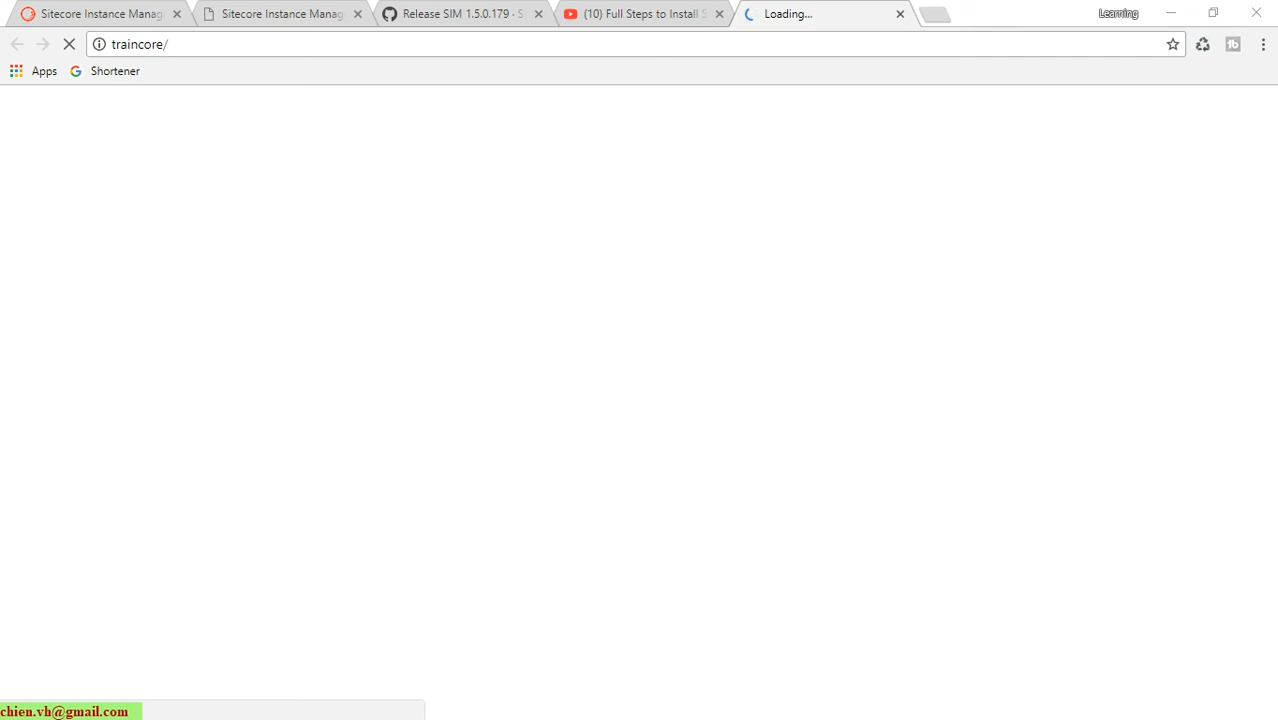 Sitecore Instance Manag
Sitecore Instance Manag
Release SIM 1.5.0.179 · S
(10) Full Steps to Install S
Loading...
Learning
traincore/
Apps
Shortener
chien.vh@gmail.com